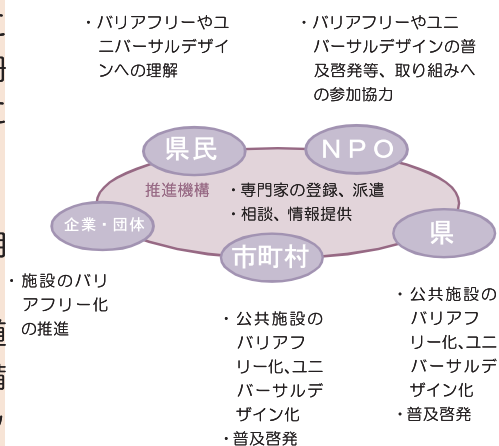 ・バリアフリーやユ
ニバーサルデザイ
ンへの理解
・バリアフリーやユニ
バーサルデザインの普
及啓発等、取り組みへ
の参加協力
県民
ＮＰＯ
推進機構
・専門家の登録、派遣
・相談、情報提供
企業・団体
市町村
県
・施設のバリ
アフリー化
の推進
・公共施設の
バリアフ
リー化、ユニ
バーサルデ
ザイン化
・普及啓発
・公共施設の
バリアフ
リー化、ユニ
バーサルデ
ザイン化
・普及啓発